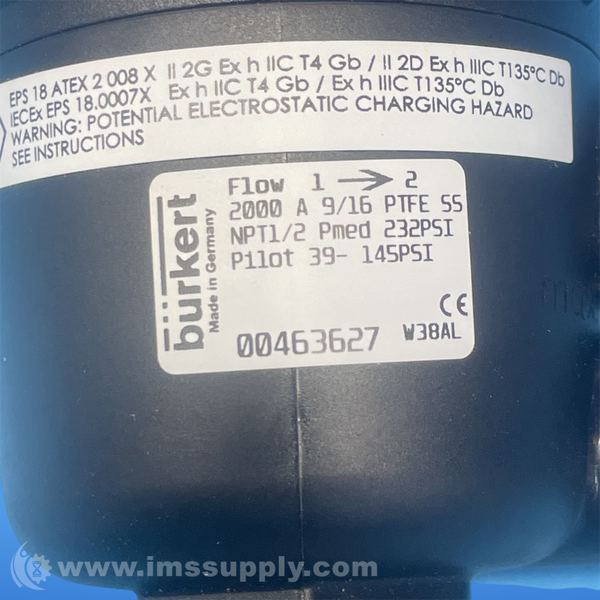 EPS 18 ATEX 2 008 X II 2G Ex h IIC T4 Gb / II 2D Ex h IIIC T135°C Db
IECEx EPS 18.0007X Ex h IIC T4 Gb / Ex h IIIC T135°C Db
WARNING: POTENTIAL ELECTROSTATIC CHARGING HAZARD
SEE INSTRUCTIONS
bürkert
Made in Germany
Flow 1 → 2
2000 A 9/16 PTFE SS
NPT1/2 Pmed 232PSI
Pilot 39- 145PSI
CE
00463627 W38AL
www.imssupply.com